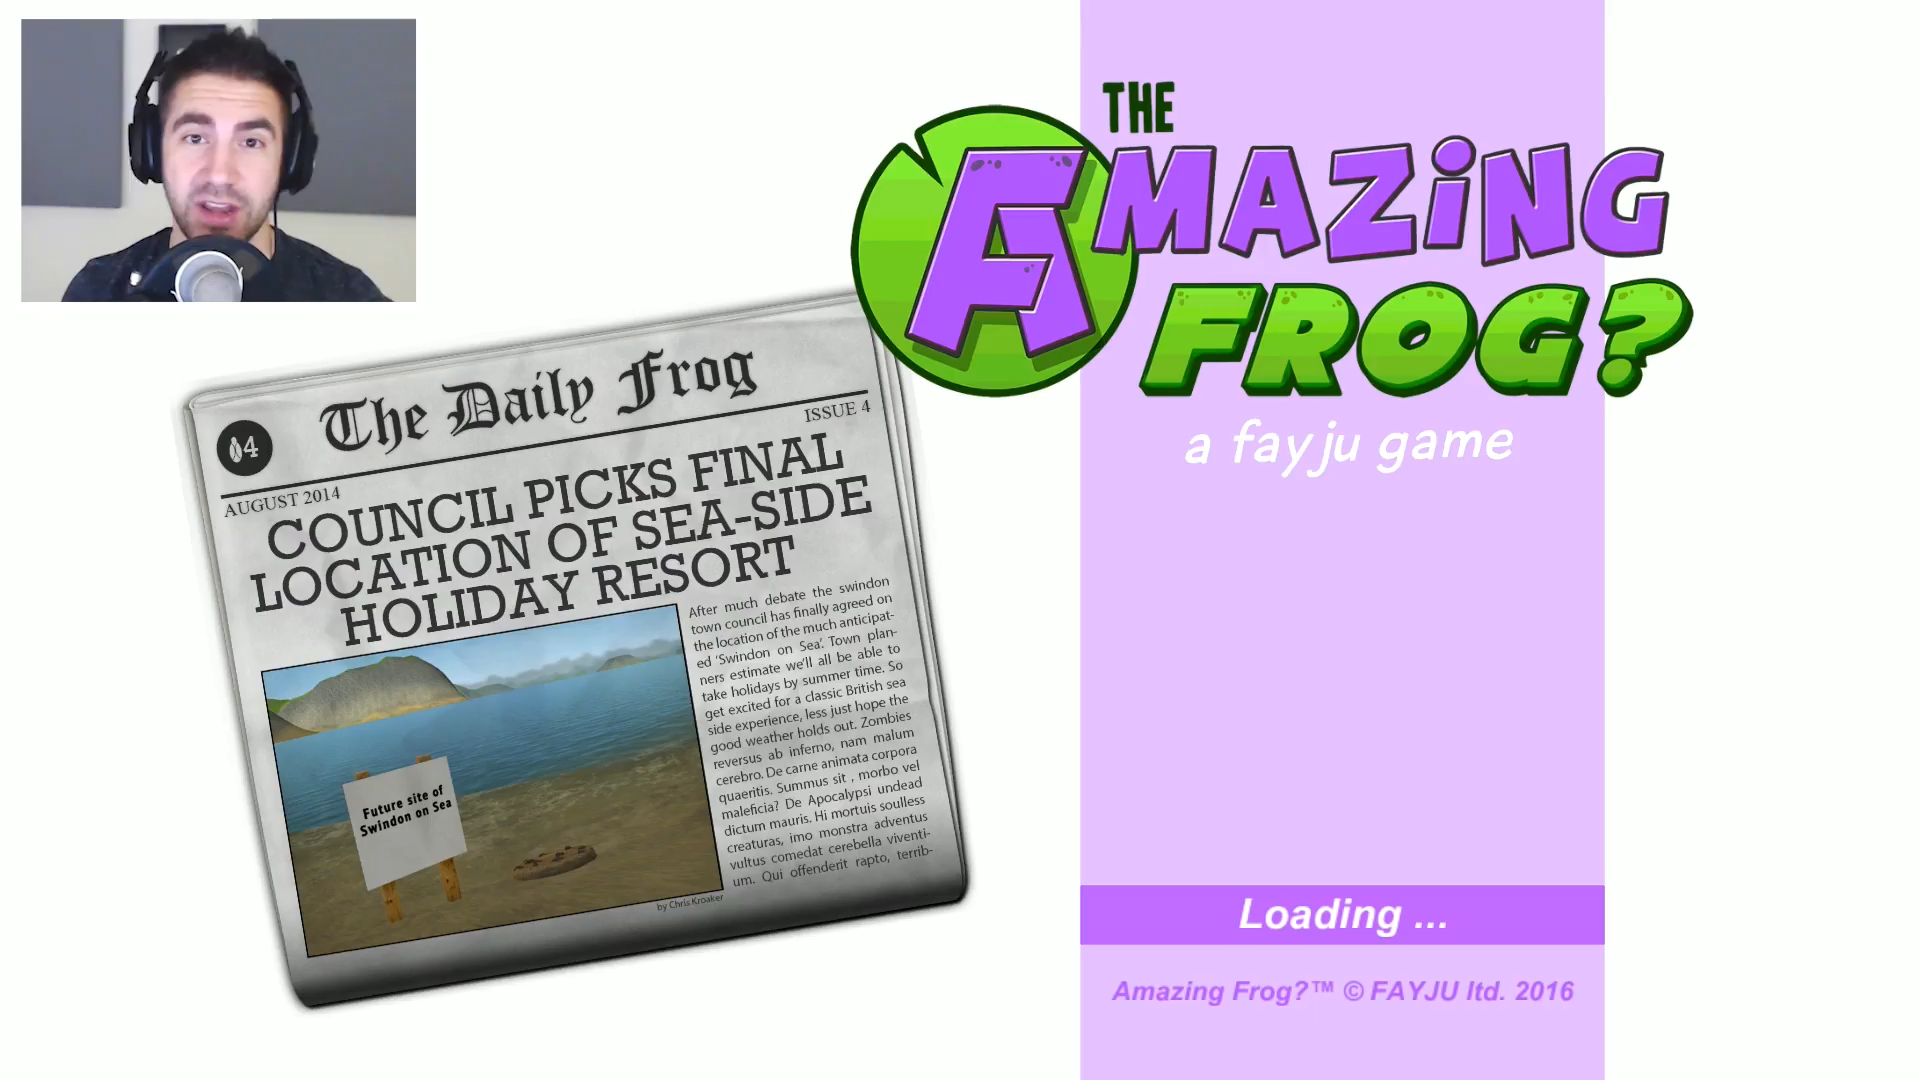 THE
AMAZING
FROG?
a fayju game
The Daily Frog
04
ISSUE 4
AUGUST 2014
COUNCIL PICKS FINAL
LOCATION OF SEA-SIDE
HOLIDAY RESORT
After much debate the swindon
town council has finally agreed on
the location of the much anticipat-
ed 'Swindon on Sea'. Town plan-
ners estimate we'll all be able to
take holidays by summer time. So
get excited for a classic British sea
side experience, less just hope the
good weather holds out. Zombies
reversus ab inferno, nam malum
cerebro. De carne animata corpora
quaeritis. Summus sit , morbo vel
maleficia? De Apocalypsi undead
dictum mauris. Hi mortuis soulless
creaturas, imo monstra adventus
vultus comedat cerebella viventi-
um. Qui offenderit rapto, terrib-
Future site of
Swindon on Sea
by Chris Kroaker
Loading ...
Amazing Frog?™ © FAYJU ltd. 2016